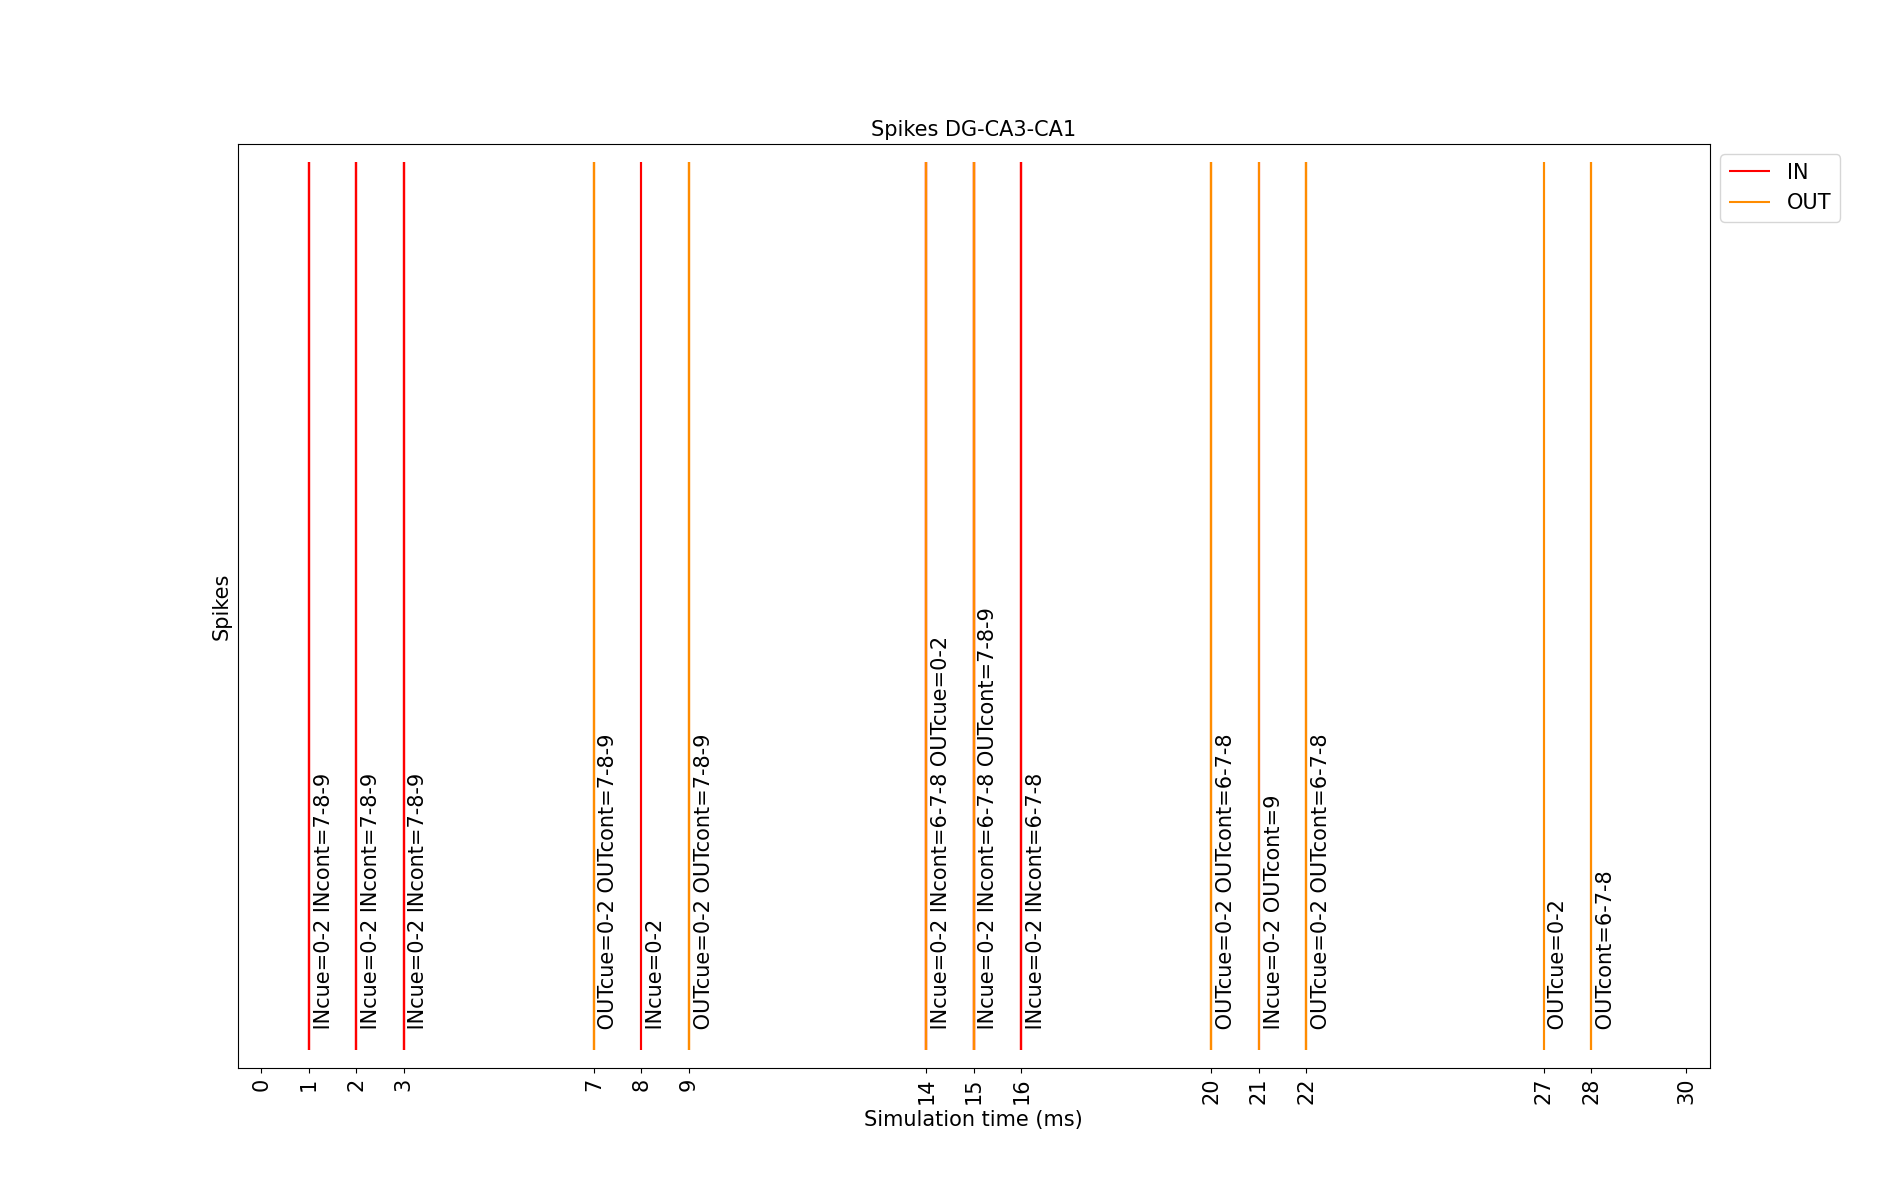 Spikes DG-CA3-CA1
IN
OUT
Spikes
INcue=0-2 INcont=7-8-9
INcue=0-2 INcont=7-8-9
INcue=0-2 INcont=7-8-9
OUTcue=0-2 OUTcont=7-8-9
INcue=0-2
OUTcue=0-2 OUTcont=7-8-9
INcue=0-2 INcont=6-7-8 OUTcue=0-2
INcue=0-2 INcont=6-7-8 OUTcont=7-8-9
INcue=0-2 INcont=6-7-8
OUTcue=0-2 OUTcont=6-7-8
INcue=0-2 OUTcont=9
OUTcue=0-2 OUTcont=6-7-8
OUTcue=0-2
OUTcont=6-7-8
0
1
2
3
7
8
9
14
15
16
20
21
22
27
28
30
Simulation time (ms)